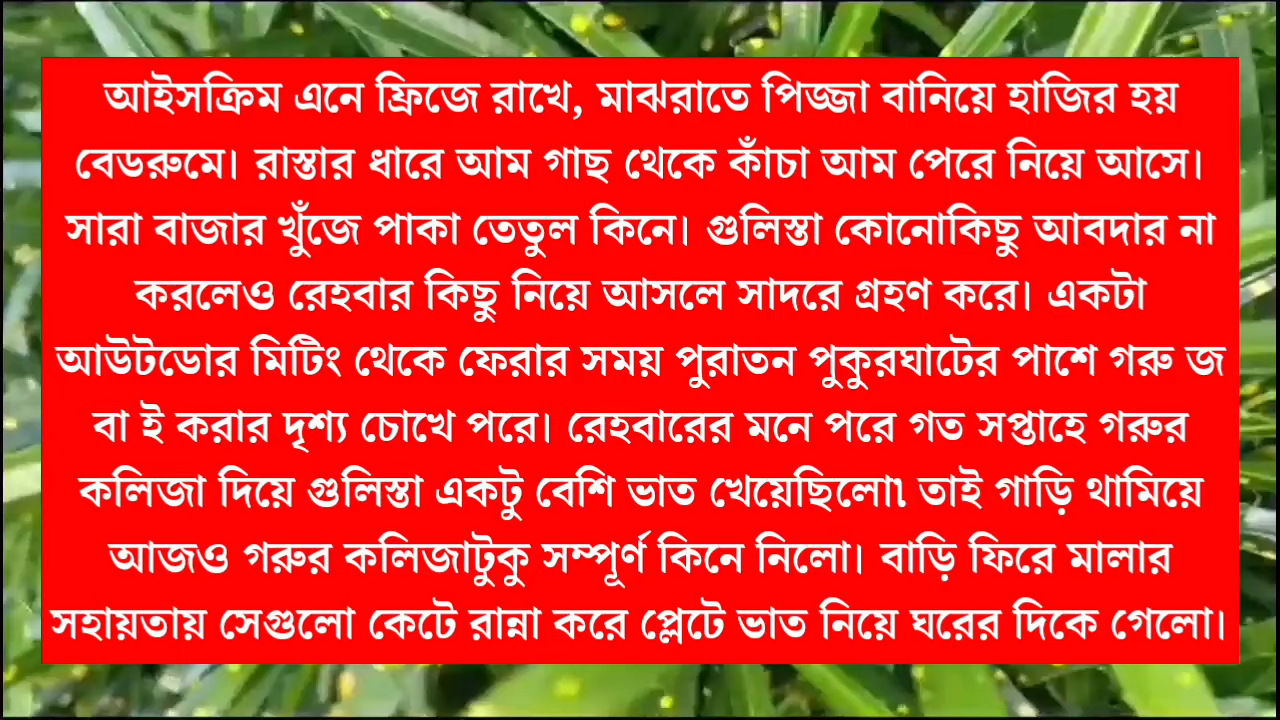 আইসক্রিম এনে ফ্রিজে রাখে, মাঝরাতে পিজ্জা বানিয়ে হাজির হয়
বেডরুমে। রাস্তার ধারে আম গাছ থেকে কাঁচা আম পেরে নিয়ে আসে।
সারা বাজার খুঁজে পাকা তেতুল কিনে। গুলিস্তা কোনোকিছু আবদার না
করলেও রেহবার কিছু নিয়ে আসলে সাদরে গ্রহণ করে। একটা
আউটডোর মিটিং থেকে ফেরার সময় পুরাতন পুকুরঘাটের পাশে গরু জ
বা ই করার দৃশ্য চোখে পরে। রেহবারের মনে পরে গত সপ্তাহে গরুর
কলিজা দিয়ে গুলিস্তা একটু বেশি ভাত খেয়েছিলো৷ তাই গাড়ি থামিয়ে
আজও গরুর কলিজাটুকু সম্পূর্ণ কিনে নিলো। বাড়ি ফিরে মালার
সহায়তায় সেগুলো কেটে রান্না করে প্লেটে ভাত নিয়ে ঘরের দিকে গেলো।